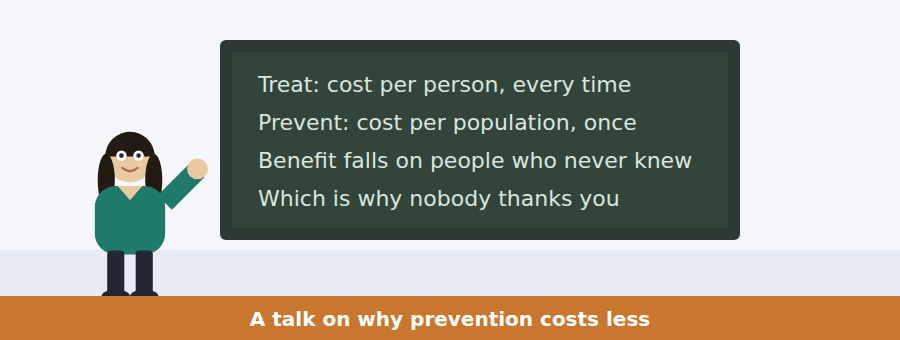 Treat: cost per person, every time
Prevent: cost per population, once
Benefit falls on people who never knew
Which is why nobody thanks you
A talk on why prevention costs less